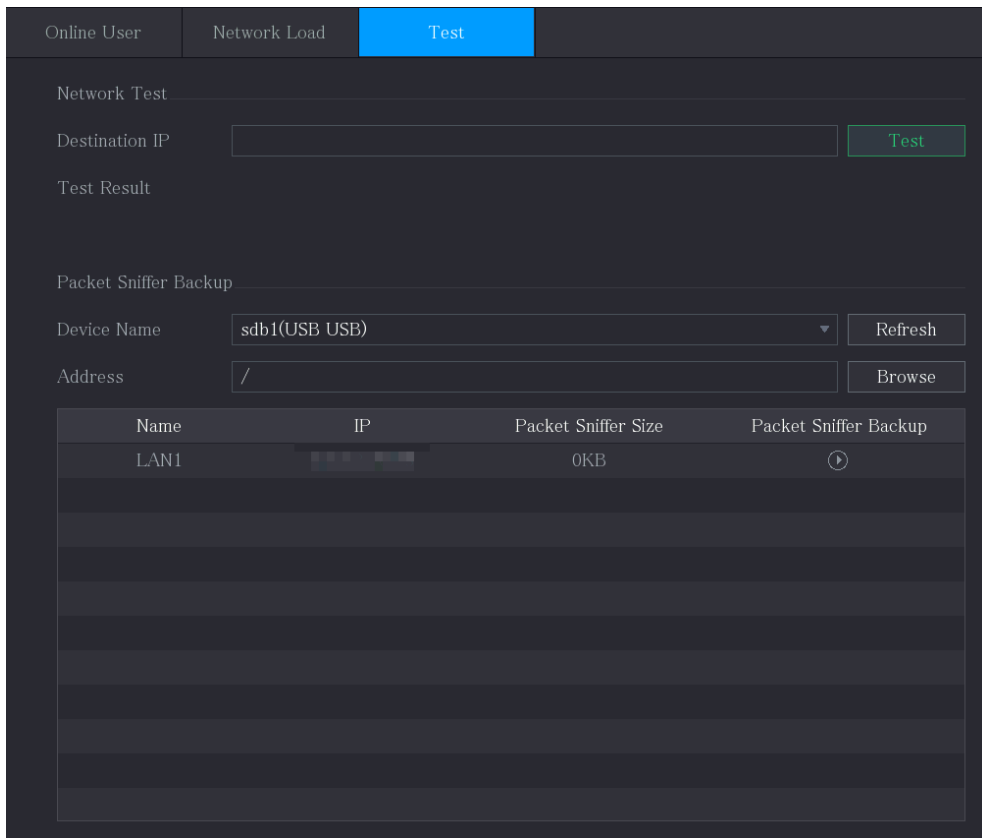 Online User Network Load Test
Network Test
Destination IP Test
Test Result
Packet Sniffer Backup
Device Name sdb1(USB USB) Refresh
Address / Browse
Name IP Packet Sniffer Size Packet Sniffer Backup
LAN1 0KB